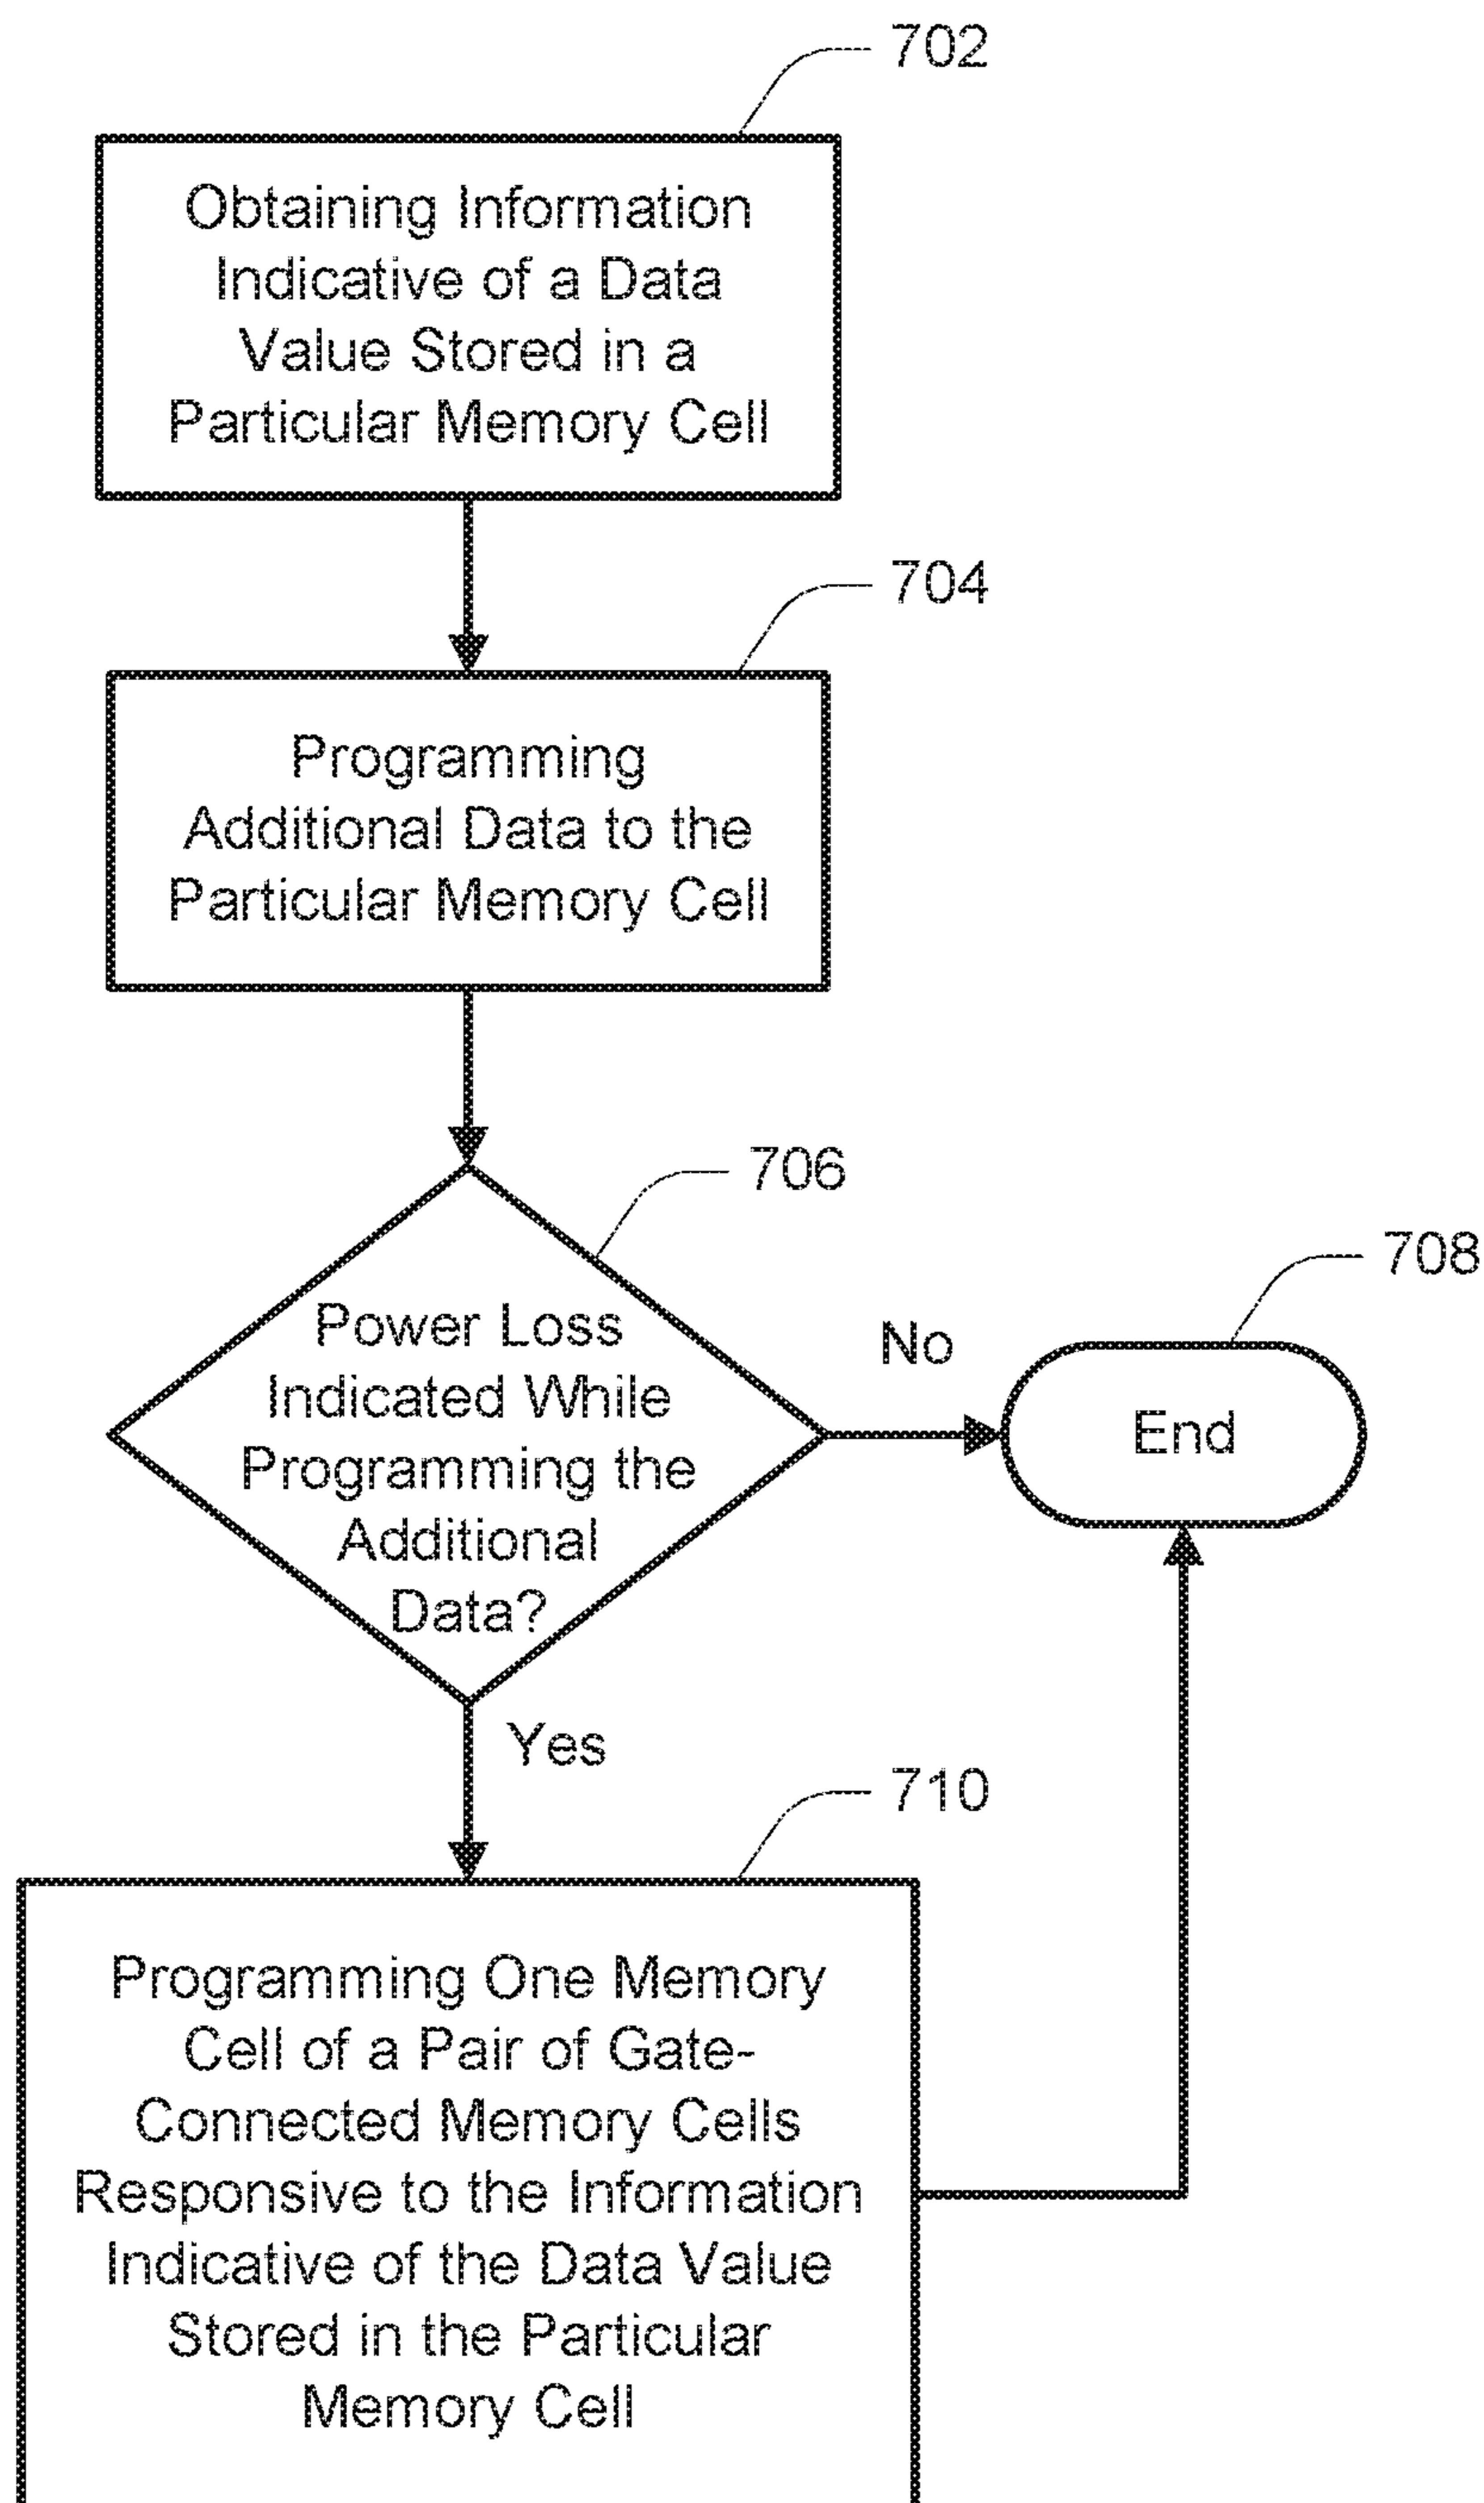 702
Obtaining Information
Indicative of a Data
Value Stored in a
Particular Memory Cell
704
Programming
Additional Data to the
Particular Memory Cell
706
Power Loss
Indicated While
Programming the
Additional
Data?
No
708
End
Yes
710
Programming One Memory
Cell of a Pair of Gate-
Connected Memory Cells
Responsive to the Information
Indicative of the Data Value
Stored in the Particular
Memory Cell